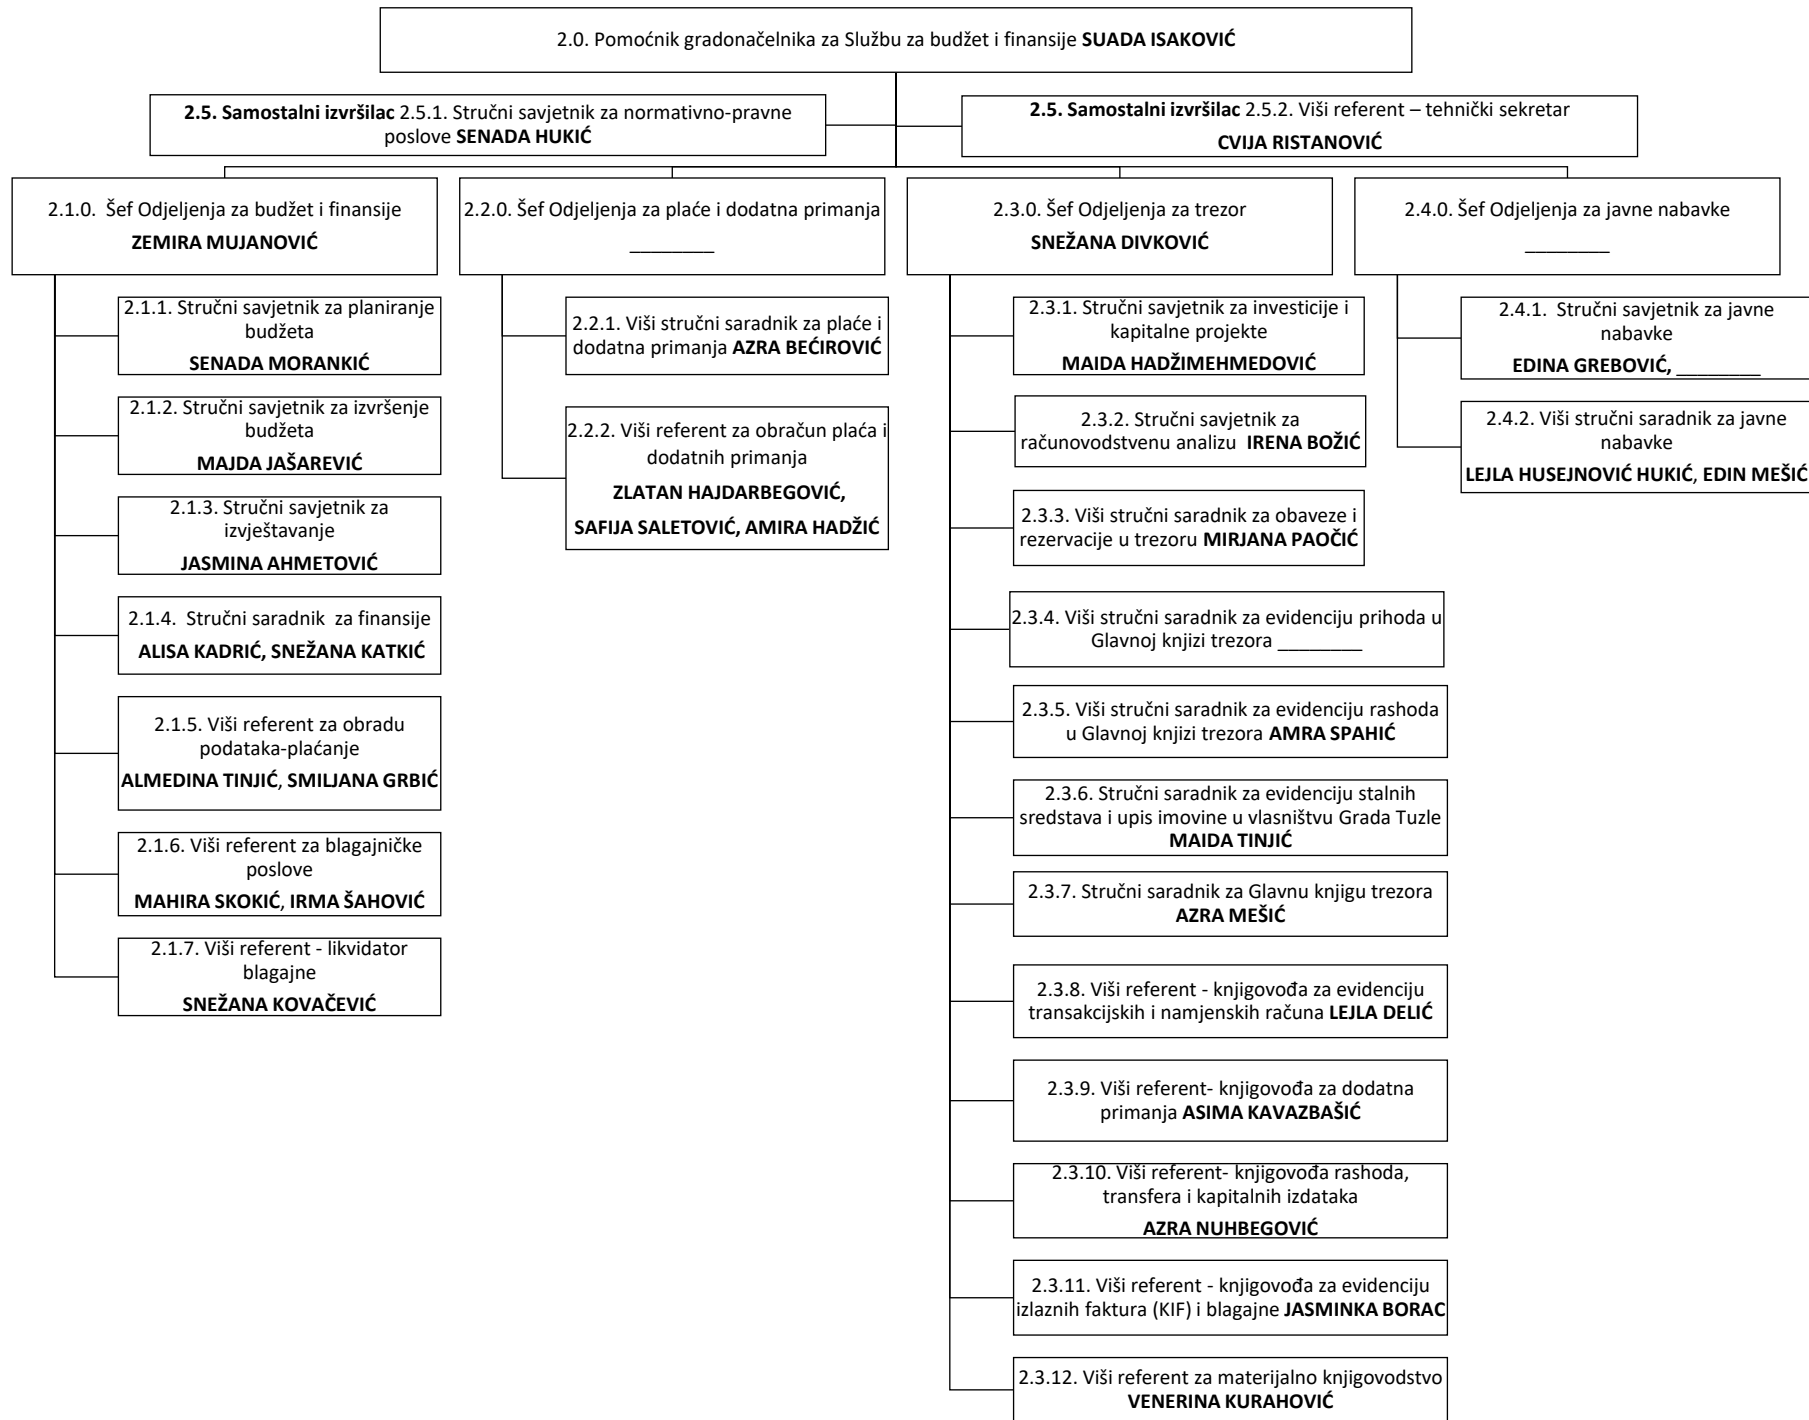 2.0. Pomoćnik gradonačelnika za Službu za budžet i finansije SUADA ISAKOVIĆ
2.5. Samostalni izvršilac 2.5.1. Stručni savjetnik za normativno-pravne
poslove SENADA HUKIĆ
2.5. Samostalni izvršilac 2.5.2. Viši referent – tehnički sekretar
CVIJA RISTANOVIĆ
2.1.0. Šef Odjeljenja za budžet i finansije
ZEMIRA MUJANOVIĆ
2.1.1. Stručni savjetnik za planiranje
budžeta
SENADA MORANKIĆ
2.1.2. Stručni savjetnik za izvršenje
budžeta
MAJDA JAŠAREVIĆ
2.1.3. Stručni savjetnik za
izvještavanje
JASMINA AHMETOVIĆ
2.1.4. Stručni saradnik za finansije
ALISA KADRIĆ, SNEŽANA KATKIĆ
2.1.5. Viši referent za obradu
podataka-plaćanje
ALMEDINA TINJIĆ, SMILJANA GRBIĆ
2.1.6. Viši referent za blagajničke
poslove
MAHIRA SKOKIĆ, IRMA ŠAHOVIĆ
2.1.7. Viši referent - likvidator
blagajne
SNEŽANA KOVAČEVIĆ
2.2.0. Šef Odjeljenja za plaće i dodatna primanja
________
2.2.1. Viši stručni saradnik za plaće i
dodatna primanja AZRA BEĆIROVIĆ
2.2.2. Viši referent za obračun plaća i
dodatnih primanja
ZLATAN HAJDARBEGOVIĆ,
SAFIJA SALETOVIĆ, AMIRA HADŽIĆ
2.3.0. Šef Odjeljenja za trezor
SNEŽANA DIVKOVIĆ
2.3.1. Stručni savjetnik za investicije i
kapitalne projekte
MAIDA HADŽIMEHMEDOVIĆ
2.3.2. Stručni savjetnik za
računovodstvenu analizu IRENA BOŽIĆ
2.3.3. Viši stručni saradnik za obaveze i
rezervacije u trezoru MIRJANA PAOČIĆ
2.3.4. Viši stručni saradnik za evidenciju prihoda u
Glavnoj knjizi trezora ________
2.3.5. Viši stručni saradnik za evidenciju rashoda
u Glavnoj knjizi trezora AMRA SPAHIĆ
2.3.6. Stručni saradnik za evidenciju stalnih
sredstava i upis imovine u vlasništvu Grada Tuzle
MAIDA TINJIĆ
2.3.7. Stručni saradnik za Glavnu knjigu trezora
AZRA MEŠIĆ
2.3.8. Viši referent - knjigovođa za evidenciju
transakcijskih i namjenskih računa LEJLA DELIĆ
2.3.9. Viši referent- knjigovođa za dodatna
primanja ASIMA KAVAZBAŠIĆ
2.3.10. Viši referent- knjigovođa rashoda,
transfera i kapitalnih izdataka
AZRA NUHBEGOVIĆ
2.3.11. Viši referent - knjigovođa za evidenciju
izlaznih faktura (KIF) i blagajne JASMINKA BORAC
2.3.12. Viši referent za materijalno knjigovodstvo
VENERINA KURAHOVIĆ
2.4.0. Šef Odjeljenja za javne nabavke
________
2.4.1. Stručni savjetnik za javne
nabavke
EDINA GREBOVIĆ, ________
2.4.2. Viši stručni saradnik za javne
nabavke
LEJLA HUSEJNOVIĆ HUKIĆ, EDIN MEŠIĆ